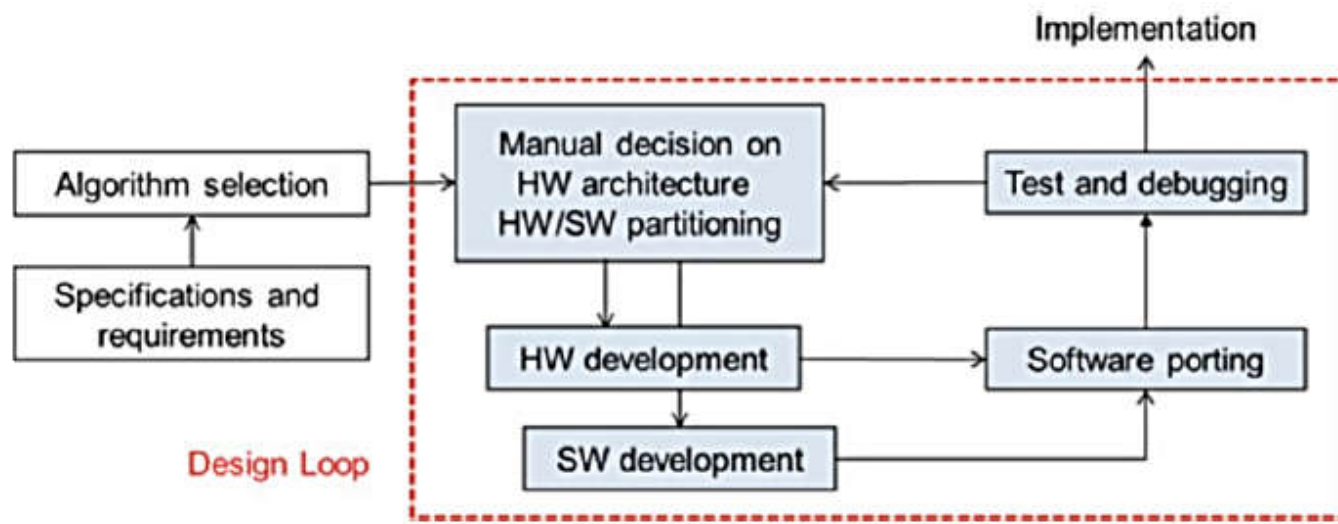 Implementation
Manual decision on
HW architecture
HW/SW partitioning
Algorithm selection
Test and debugging
Specifications and
requirements
HW development
Software porting
SW development
Design Loop